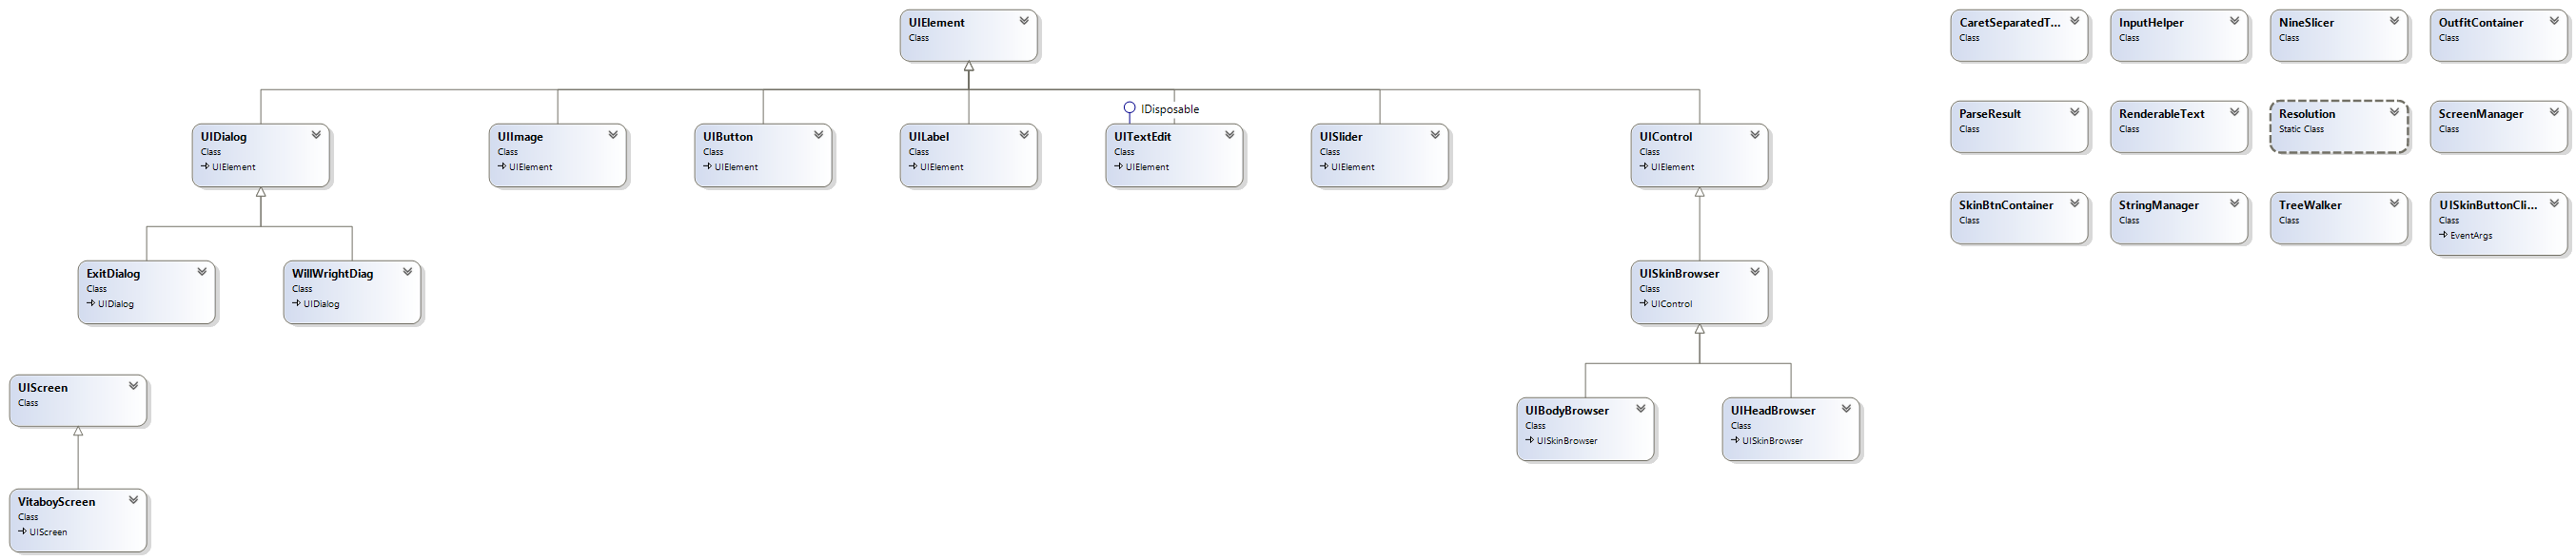 UIElement
Class
CaretSeparatedT...
Class
InputHelper
Class
NineSlicer
Class
OutfitContainer
Class
IDisposable
UIDialog
Class
UIElement
UIImage
Class
UIElement
UIButton
Class
UIElement
UILabel
Class
UIElement
UITextEdit
Class
UIElement
UISlider
Class
UIElement
UIControl
Class
UIElement
ParseResult
Class
RenderableText
Class
Resolution
Static Class
ScreenManager
Class
SkinBtnContainer
Class
StringManager
Class
TreeWalker
Class
UISkinButtonCli...
Class
EventArgs
ExitDialog
Class
UIDialog
WillWrightDiag
Class
UIDialog
UISkinBrowser
Class
UIControl
UIScreen
Class
UIBodyBrowser
Class
UISkinBrowser
UIHeadBrowser
Class
UISkinBrowser
VitaboyScreen
Class
UIScreen